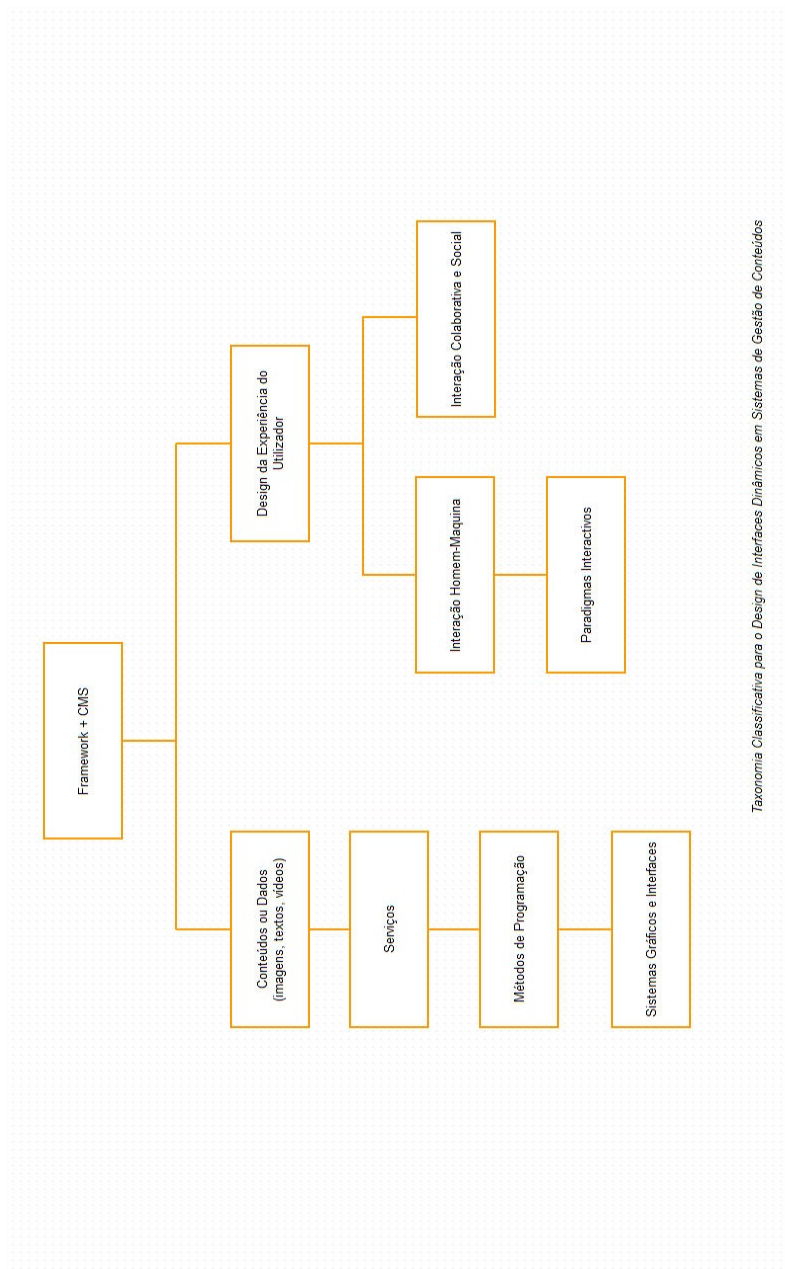 Framework + CMS
Conteúdos ou Dados
(imagens, textos, vídeos)
Serviços
Métodos de Programação
Sistemas Gráficos e Interfaces
Design da Experiência do
Utilizador
Interação Homem-Maquina
Paradigmas Interactivos
Interação Colaborativa e Social
Taxonomia Classificativa para o Design de Interfaces Dinâmicos em Sistemas de Gestão de Conteúdos